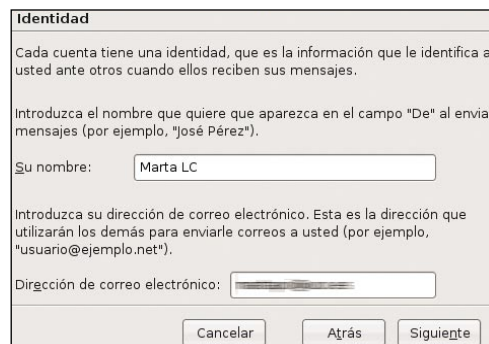 Identidad
Cada cuenta tiene una identidad, que es la información que le identifica a
usted ante otros cuando ellos reciben sus mensajes.
Introduzca el nombre que quiere que aparezca en el campo "De" al envia
mensajes (por ejemplo, "José Pérez").
Su nombre: Marta LC
Introduzca su dirección de correo electrónico. Esta es la dirección que
utilizarán los demás para enviarle correos a usted (por ejemplo,
"usuario@ejemplo.net").
Dirección de correo electrónico:
Cancelar Atrás Siguiente